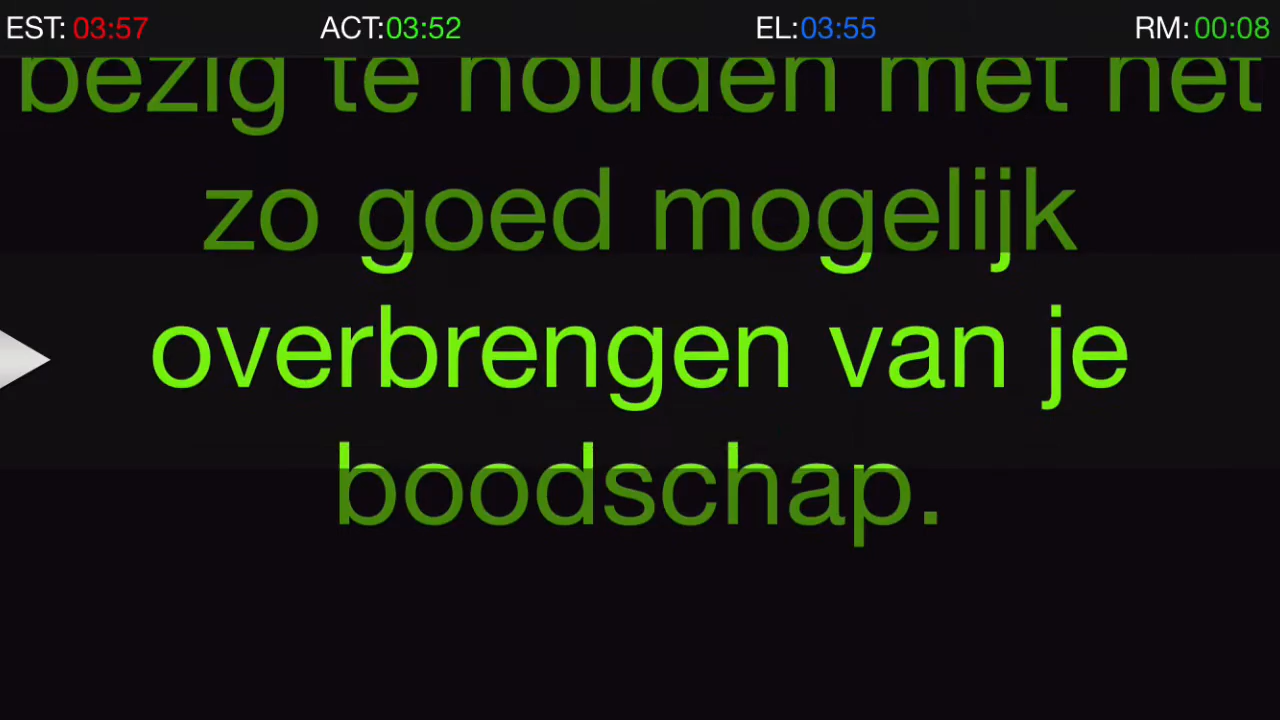 EST: 03:57 ACT:03:52 EL:03:55 RM:00:08
bezig te houden met het
zo goed mogelijk
overbrengen van je
boodschap.